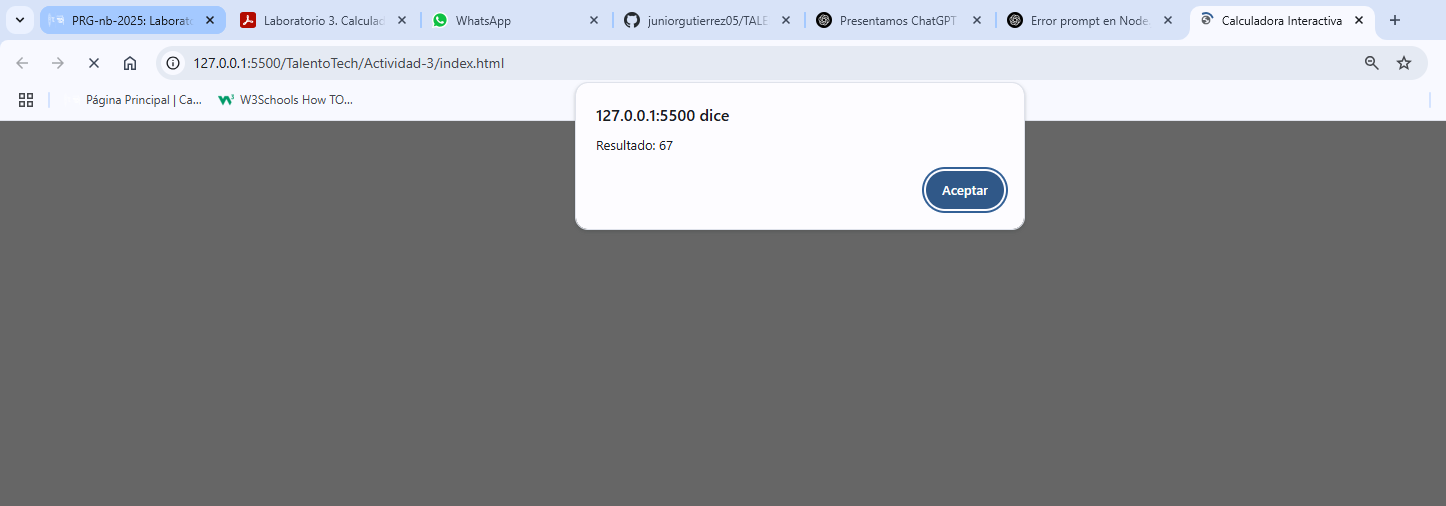 PRG-nb-2025: Laborato
Laboratorio 3. Calculad
WhatsApp
juniorgutierrez05/TALE
Presentamos ChatGPT
Error prompt en Node.
Calculadora Interactiva
127.0.0.1:5500/TalentoTech/Actividad-3/index.html
Página Principal | Ca...
W3Schools How TO...
127.0.0.1:5500 dice
Resultado: 67
Aceptar